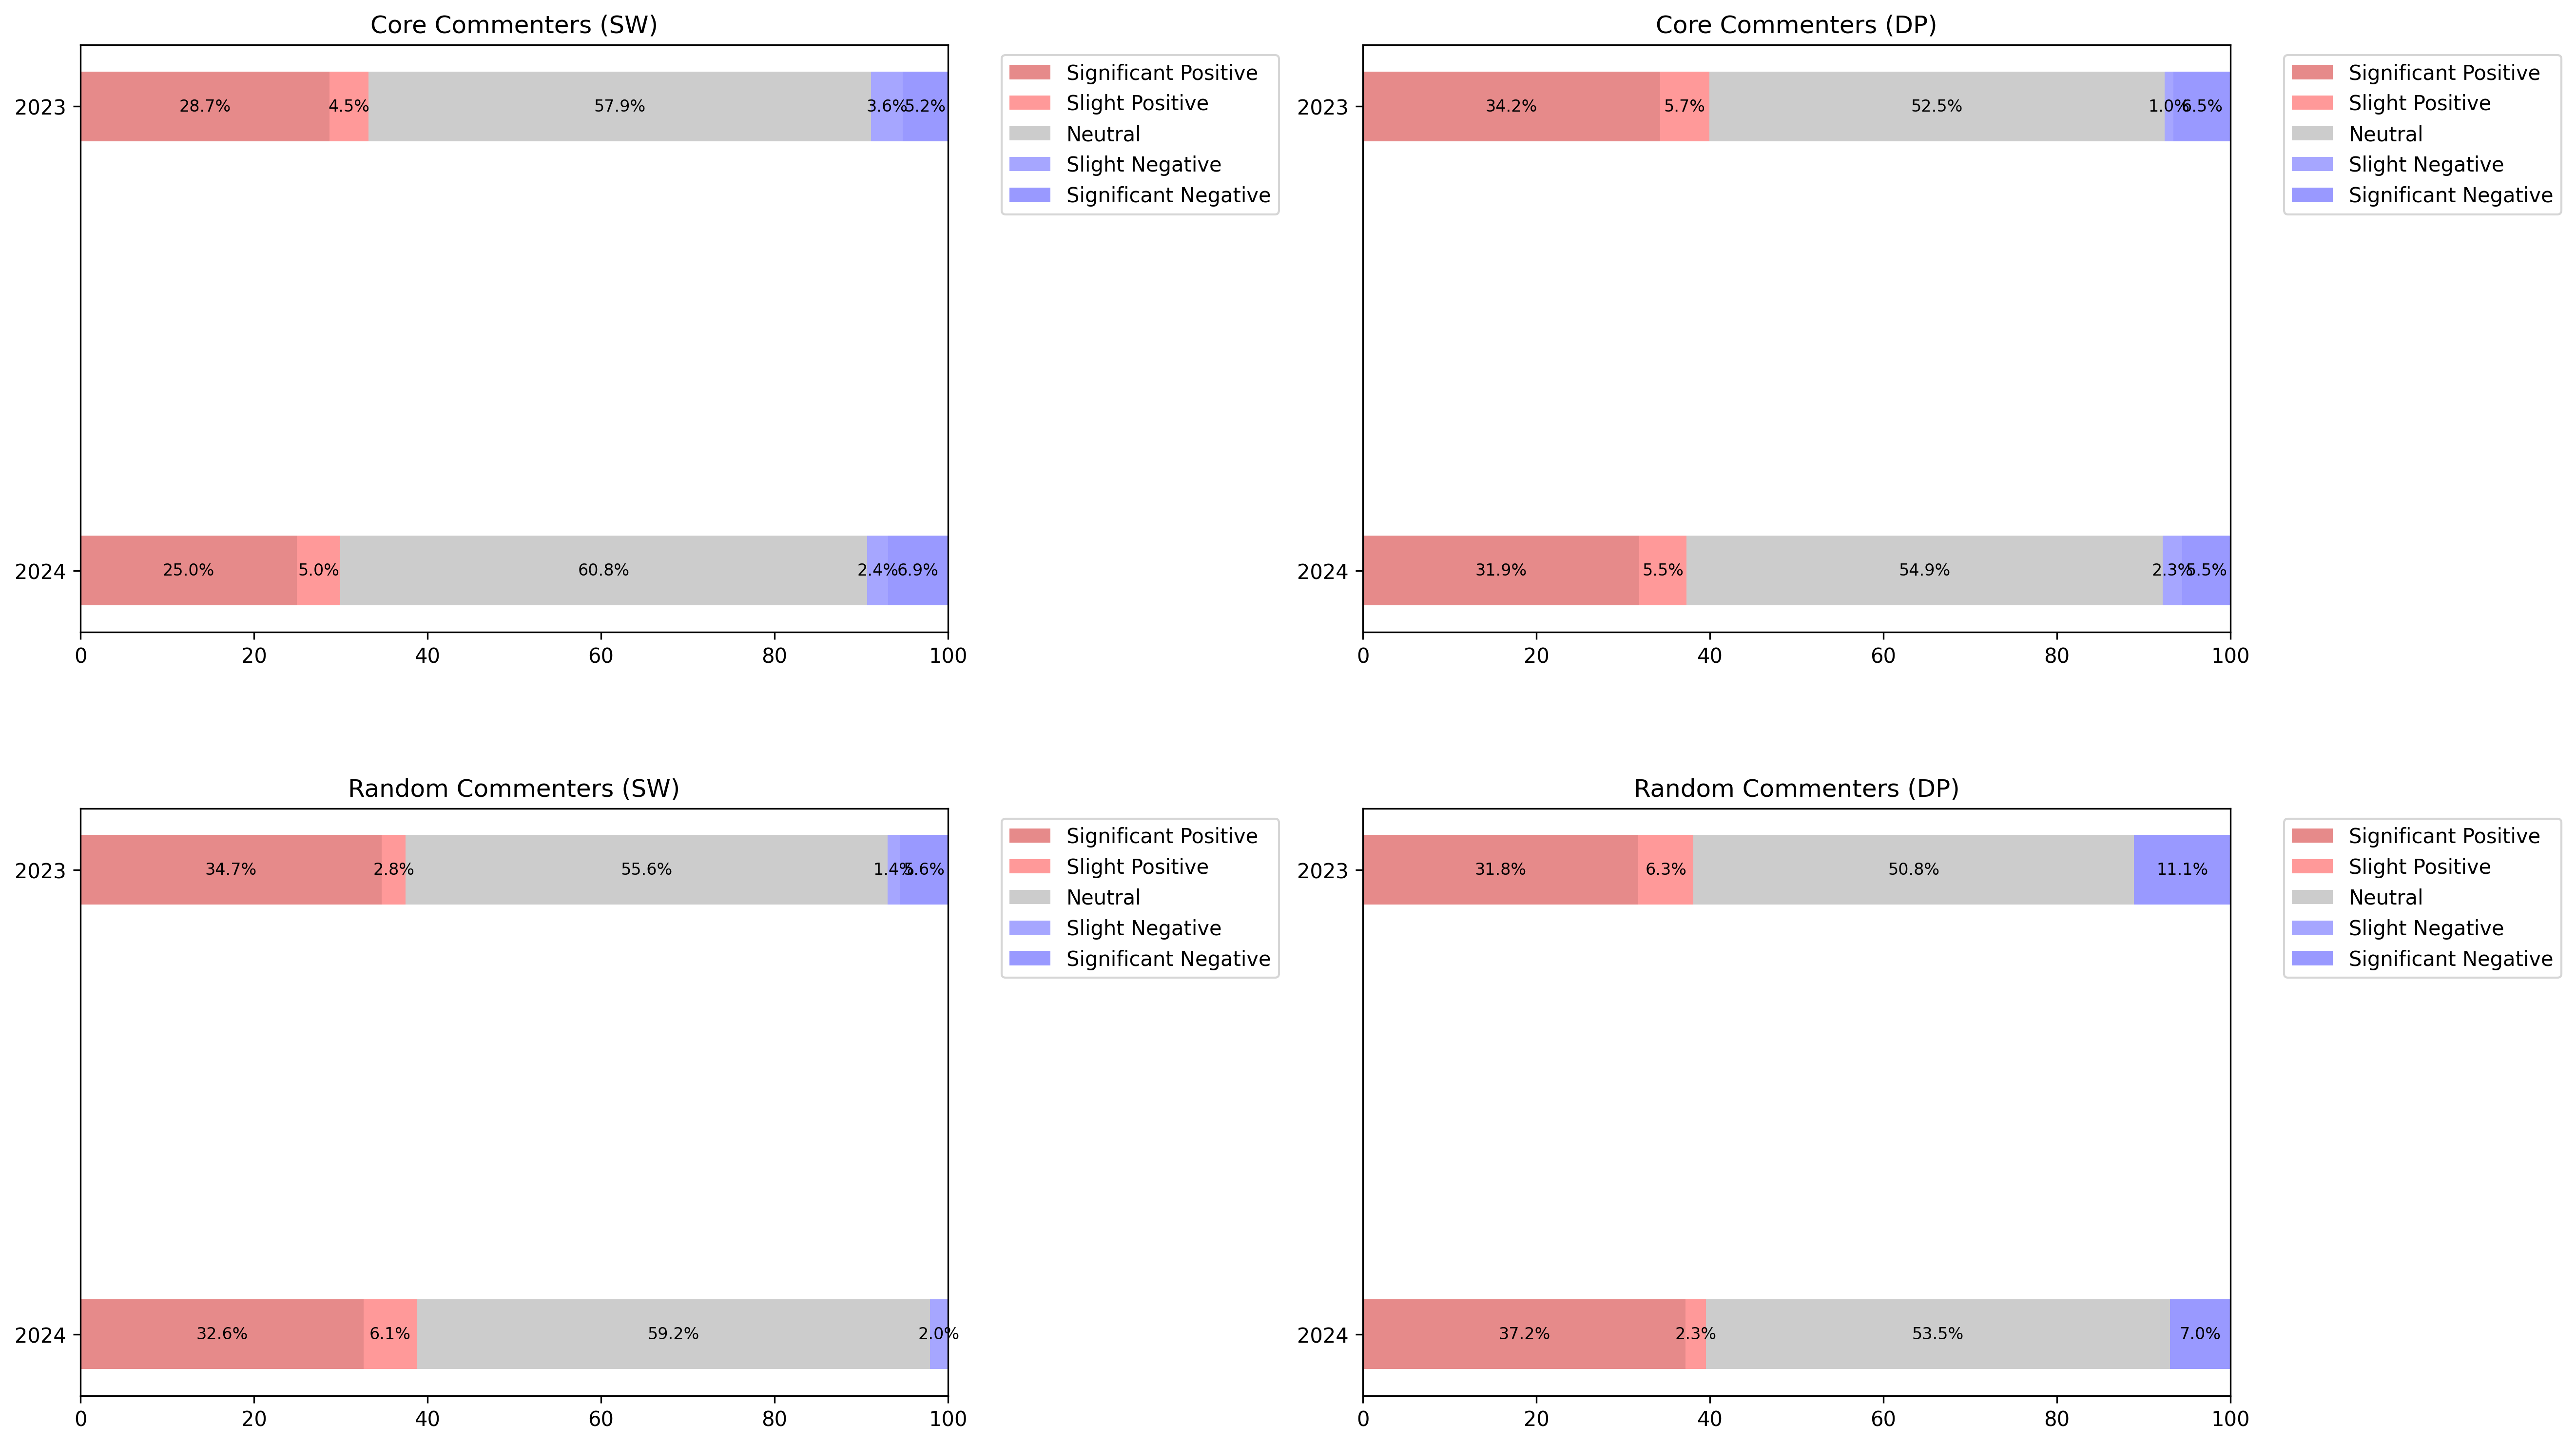 Core Commenters (SW)
2023
28.7%
4.5%
57.9%
3.6%
5.2%
2024
25.0%
5.0%
60.8%
2.4%
6.9%
0 20 40 60 80 100
Significant Positive
Slight Positive
Neutral
Slight Negative
Significant Negative
Core Commenters (DP)
2023
34.2%
5.7%
52.5%
1.0%
6.5%
2024
31.9%
5.5%
54.9%
2.3%
5.5%
0 20 40 60 80 100
Significant Positive
Slight Positive
Neutral
Slight Negative
Significant Negative
Random Commenters (SW)
2023
34.7%
2.8%
55.6%
1.4%
5.6%
2024
32.6%
6.1%
59.2%
2.0%
0 20 40 60 80 100
Significant Positive
Slight Positive
Neutral
Slight Negative
Significant Negative
Random Commenters (DP)
2023
31.8%
6.3%
50.8%
11.1%
2024
37.2%
2.3%
53.5%
7.0%
0 20 40 60 80 100
Significant Positive
Slight Positive
Neutral
Slight Negative
Significant Negative